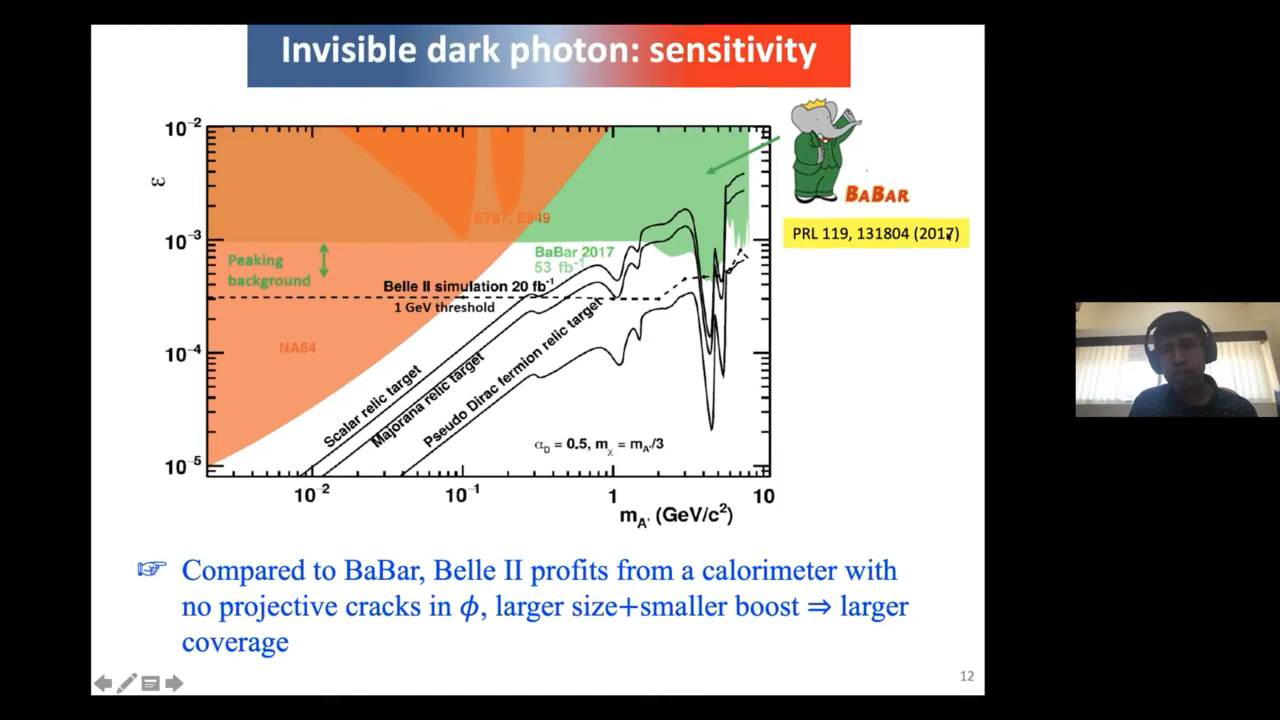 Invisible dark photon: sensitivity
10⁻²
10⁻³
10⁻⁴
10⁻⁵
ε
E787, E949
BaBar 2017
53 fb⁻¹
Peaking
background
Belle II simulation 20 fb⁻¹
1 GeV threshold
NA64
Scalar relic target
Majorana relic target
Pseudo Dirac fermion relic target
α_D = 0.5, m_χ = m_A'/3
10⁻² 10⁻¹ 1 10
m_A' (GeV/c²)
BABAR
PRL 119, 131804 (2017)
☞ Compared to BaBar, Belle II profits from a calorimeter with
no projective cracks in ϕ, larger size+smaller boost ⇒ larger
coverage
12